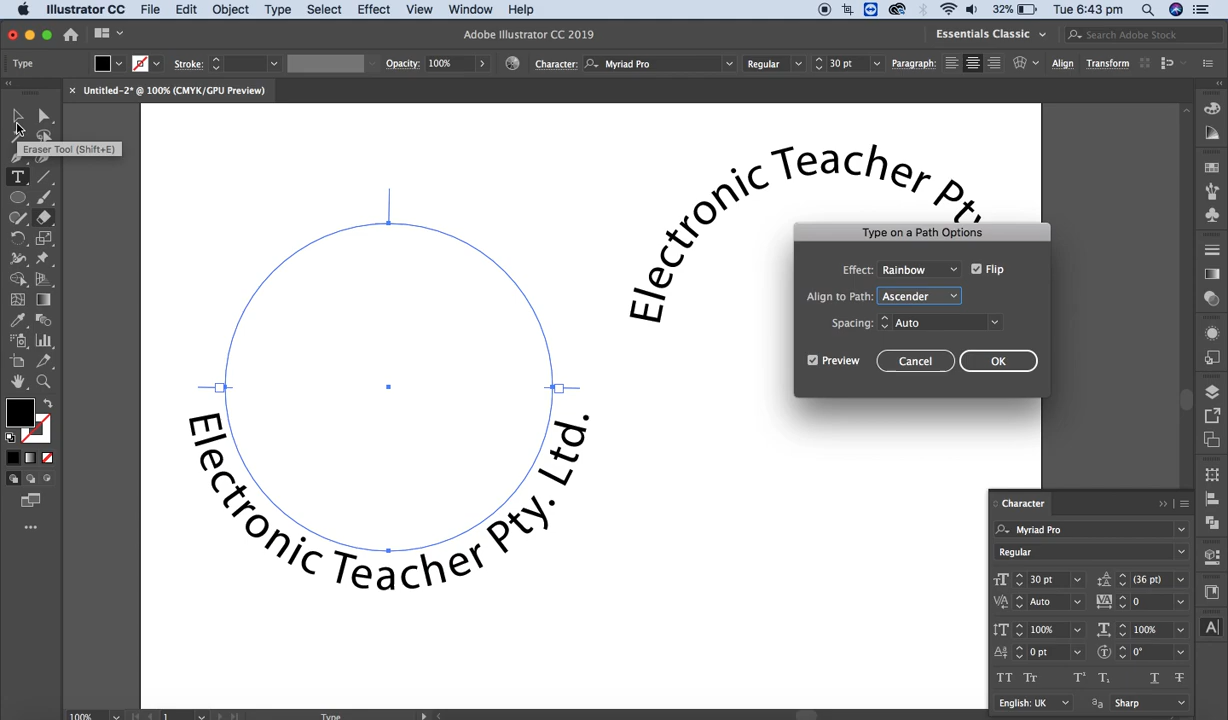 Illustrator CC File Edit Object Type Select Effect View Window Help 32% Tue 6:43 pm
Adobe Illustrator CC 2019
Essentials Classic
Search Adobe Stock
Type Stroke: Opacity: 100% Character: Myriad Pro Regular 30 pt Paragraph: Align Transform
× Untitled-2* @ 100% (CMYK/GPU Preview)
Eraser Tool (Shift+E)
Electronic Teacher Pty.
Type on a Path Options
Effect: Rainbow Flip
Align to Path: Ascender
Spacing: Auto
Preview Cancel OK
Electronic Teacher Pty. Ltd.
Character
Myriad Pro
Regular
30 pt (36 pt)
Auto 0
100% 100%
0 pt 0°
English: UK Sharp
100% 1 Type